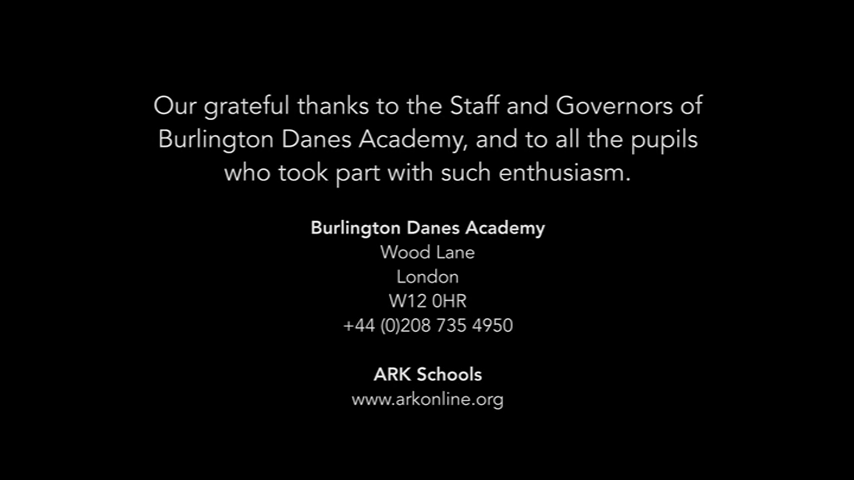 Our grateful thanks to the Staff and Governors of
Burlington Danes Academy, and to all the pupils
who took part with such enthusiasm.
Burlington Danes Academy
Wood Lane
London
W12 0HR
+44 (0)208 735 4950
ARK Schools
www.arkonline.org